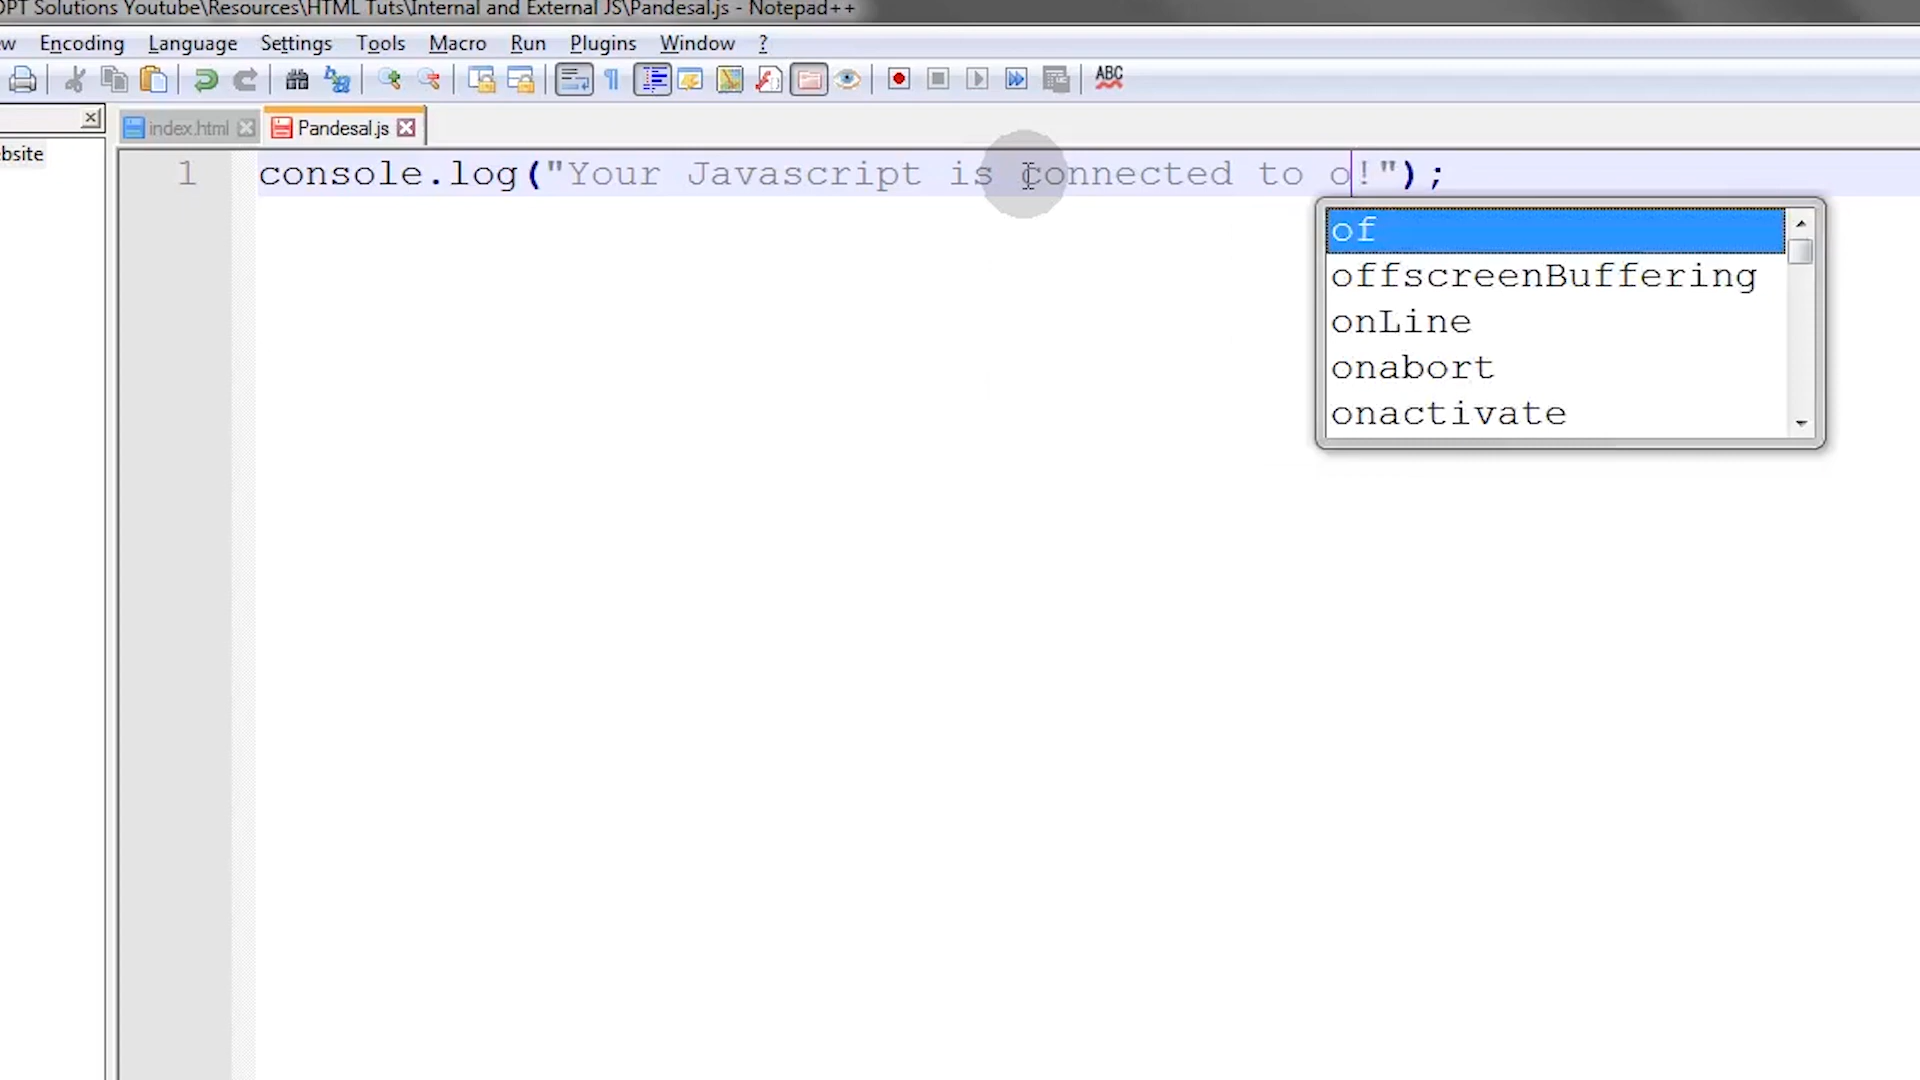 OPT Solutions Youtube\Resources\HTML Tuts\Internal and External JS\Pandesal.js - Notepad++
w Encoding Language Settings Tools Macro Run Plugins Window ?
ABC
index.html Pandesal.js
ebsite
1 console.log("Your Javascript is connected to o!");
of
offscreenBuffering
onLine
onabort
onactivate